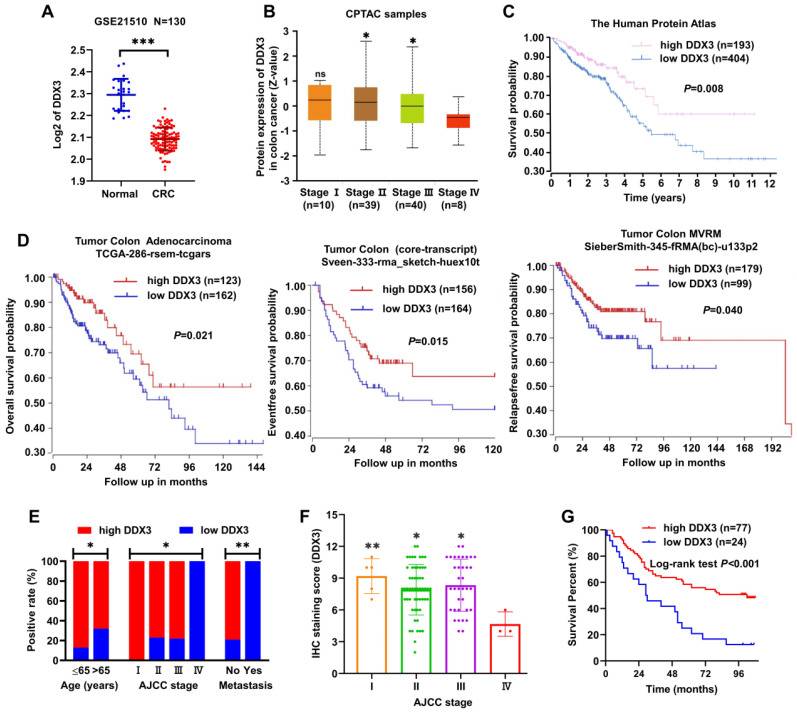 A
GSE21510 N=130
***
Log2 of DDX3
2.5
2.4
2.3
2.2
2.1
2.0
1.9
Normal
CRC
B
CPTAC samples
Protein expression of DDX3
in colon cancer (Z-value)
3
2
1
0
-1
-2
-3
ns
*
*
Stage Ⅰ
(n=10)
Stage Ⅱ
(n=39)
Stage Ⅲ
(n=40)
Stage Ⅳ
(n=8)
C
The Human Protein Atlas
high DDX3 (n=193)
low DDX3 (n=404)
P=0.008
Survival probability
1.00
0.90
0.80
0.70
0.60
0.50
0.40
0.30
0 1 2 3 4 5 6 7 8 9 10 11 12
Time (years)
D
Tumor Colon Adenocarcinoma
TCGA-286-rsem-tcgars
high DDX3 (n=123)
low DDX3 (n=162)
P=0.021
Overall survival probability
1.00
0.90
0.80
0.70
0.60
0.50
0.40
0.30
0 24 48 72 96 120 144
Follow up in months
Tumor Colon (core-transcript)
Sveen-333-rma_sketch-huex10t
high DDX3 (n=156)
low DDX3 (n=164)
P=0.015
Eventfree survival probability
1.00
0.90
0.80
0.70
0.60
0.50
0.40
0 24 48 72 96 120
Follow up in months
Tumor Colon MVRM
SieberSmith-345-fRMA(bc)-u133p2
high DDX3 (n=179)
low DDX3 (n=99)
P=0.040
Relapsefree survival probability
1.00
0.90
0.80
0.70
0.60
0.50
0.40
0.30
0 24 48 72 96 120 144 168 192
Follow up in months
E
high DDX3
low DDX3
*
*
**
Positive rate (%)
100
80
60
40
20
0
≤65 >65
Age (years)
Ⅰ Ⅱ Ⅲ Ⅳ
AJCC stage
No Yes
Metastasis
F
IHC staining score (DDX3)
15
12
9
6
3
0
**
*
*
Ⅰ Ⅱ Ⅲ Ⅳ
AJCC stage
G
high DDX3 (n=77)
low DDX3 (n=24)
Log-rank test P<0.001
Survival Percent (%)
100
80
60
40
20
0
0 24 48 72 96
Time (months)